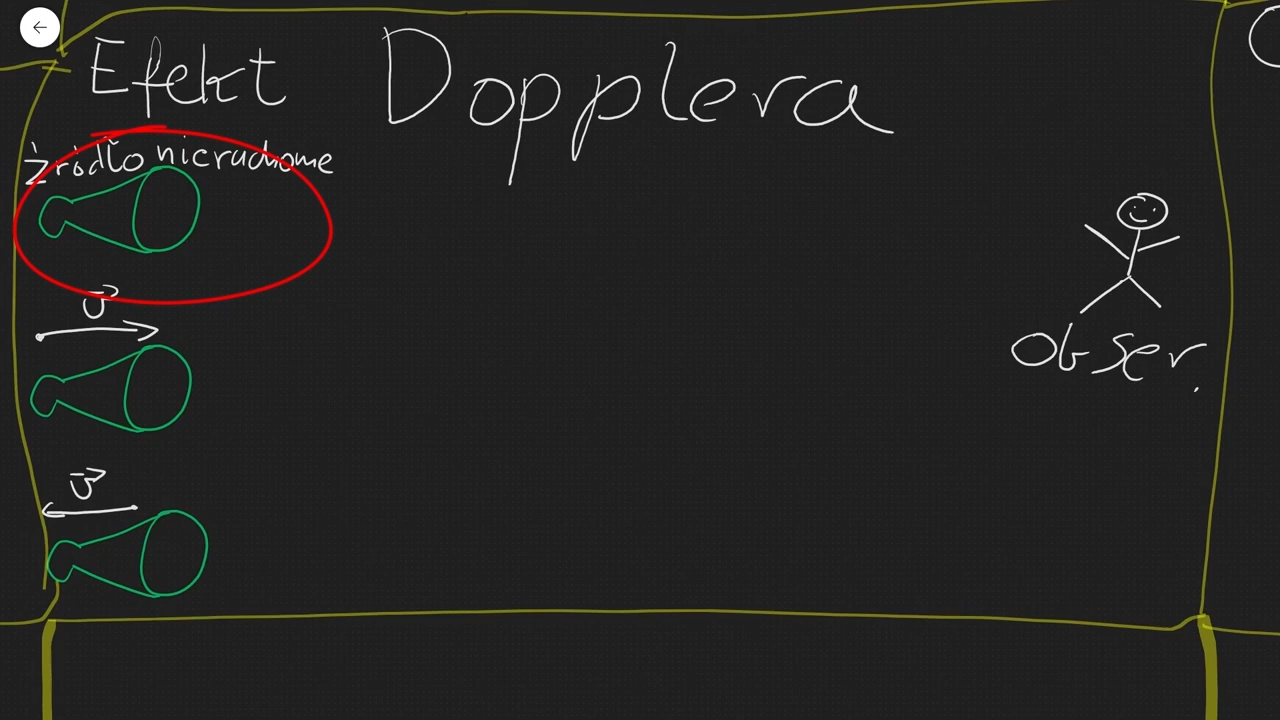 Efekt Dopplera
Źródło nieruchome
v
obser.
v